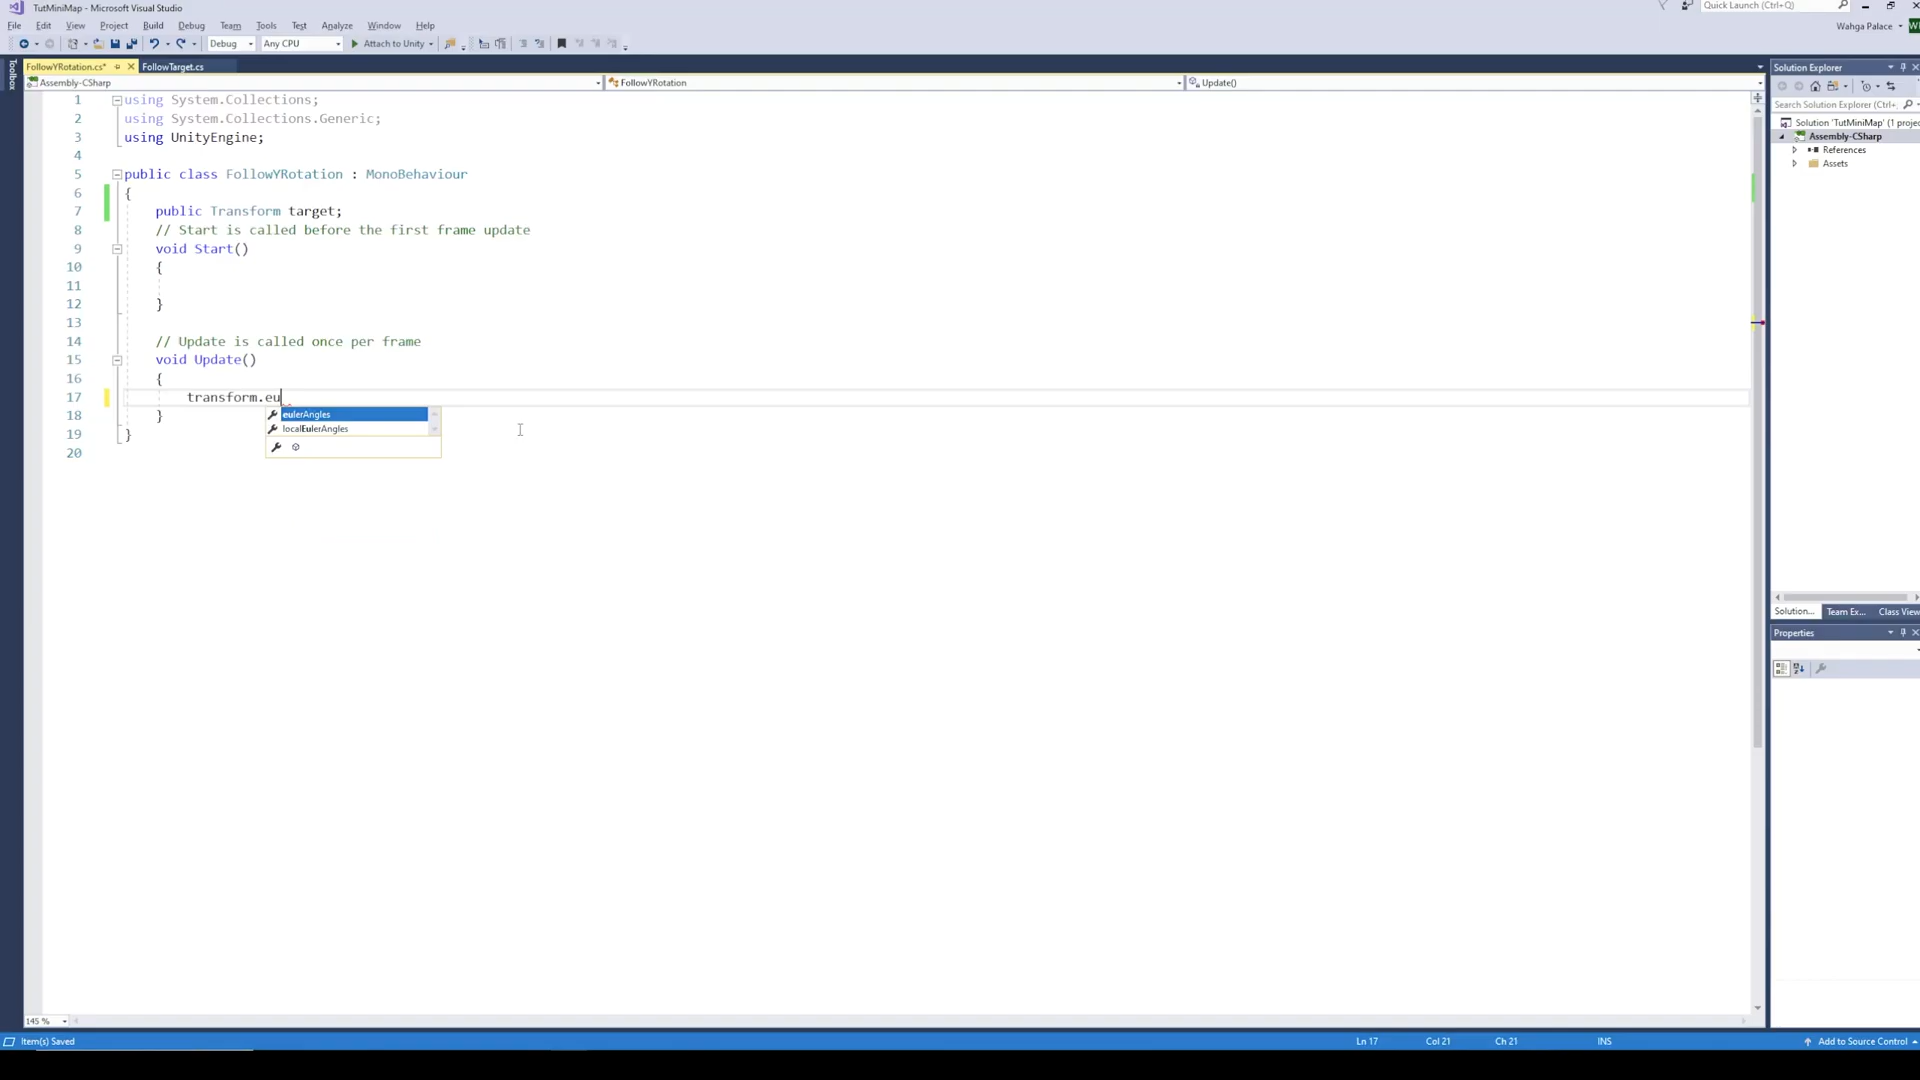 TutMiniMap - Microsoft Visual Studio
Quick Launch (Ctrl+Q)
File Edit View Project Build Debug Team Tools Test Analyze Window Help
Wahga Palace
Debug Any CPU Attach to Unity
Toolbox
FollowYRotation.cs* FollowTarget.cs
Assembly-CSharp FollowYRotation Update()
1 using System.Collections;
2 using System.Collections.Generic;
3 using UnityEngine;
4
5 public class FollowYRotation : MonoBehaviour
6 {
7 public Transform target;
8 // Start is called before the first frame update
9 void Start()
10 {
11
12 }
13
14 // Update is called once per frame
15 void Update()
16 {
17 transform.eu
eulerAngles
18 }
localEulerAngles
19 }
20
Solution Explorer
Search Solution Explorer (Ctrl+;
Solution 'TutMiniMap' (1 projec
Assembly-CSharp
References
Assets
Solution... Team Ex... Class View
Properties
145 %
Item(s) Saved Ln 17 Col 21 Ch 21 INS Add to Source Control